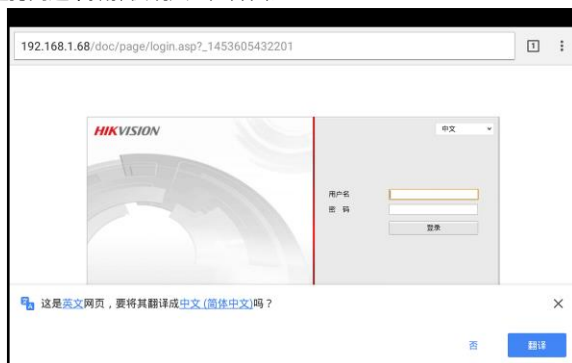 192.168.1.68/doc/page/login.asp?_1453605432201
1
HIKVISION
中文
用户名
密 码
登录
这是英文网页，要将其翻译成中文 (简体中文)吗？
否
翻译